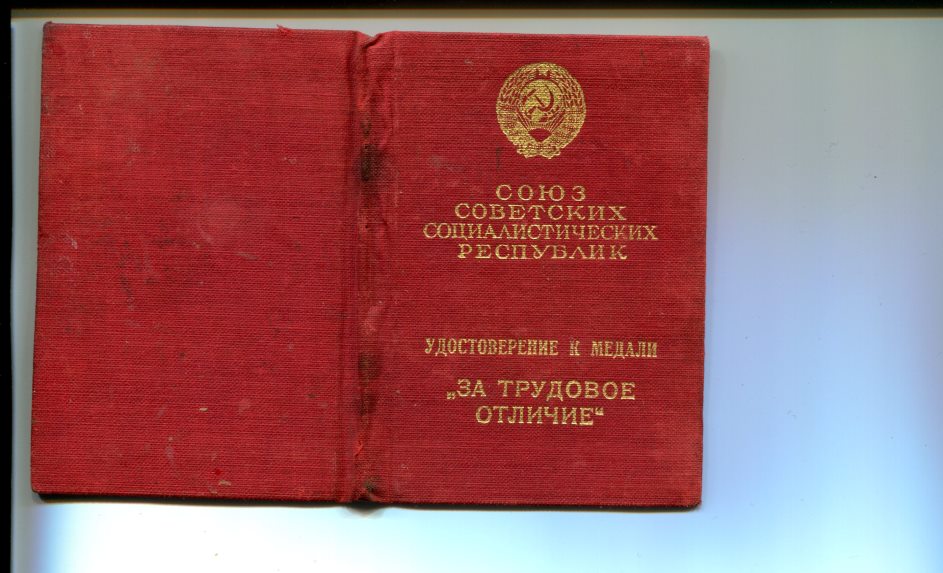 СОЮЗ
СОВЕТСКИХ
СОЦИАЛИСТИЧЕСКИХ
РЕСПУБЛИК
УДОСТОВЕРЕНИЕ К МЕДАЛИ
„ЗА ТРУДОВОЕ
ОТЛИЧИЕ“